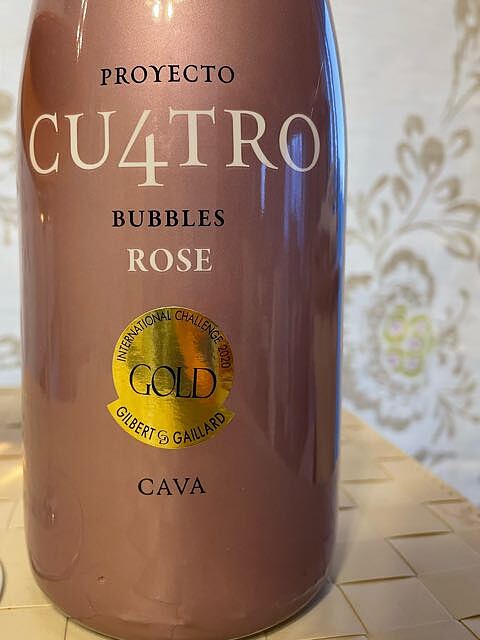 PROYECTO
CU4TRO
BUBBLES
ROSE
INTERNATIONAL CHALLENGE 2020
GOLD
GILBERT & GAILLARD
CAVA